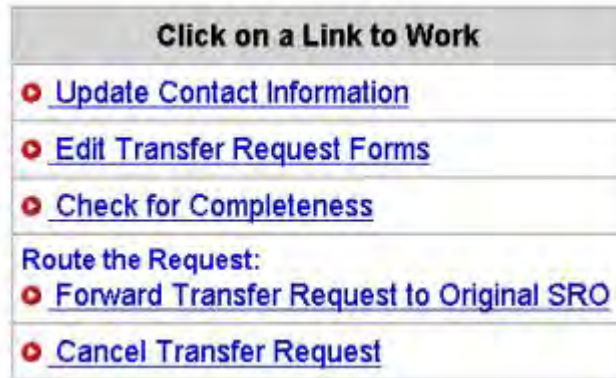 Click on a Link to Work
Update Contact Information
Edit Transfer Request Forms
Check for Completeness
Route the Request:
Forward Transfer Request to Original SRO
Cancel Transfer Request